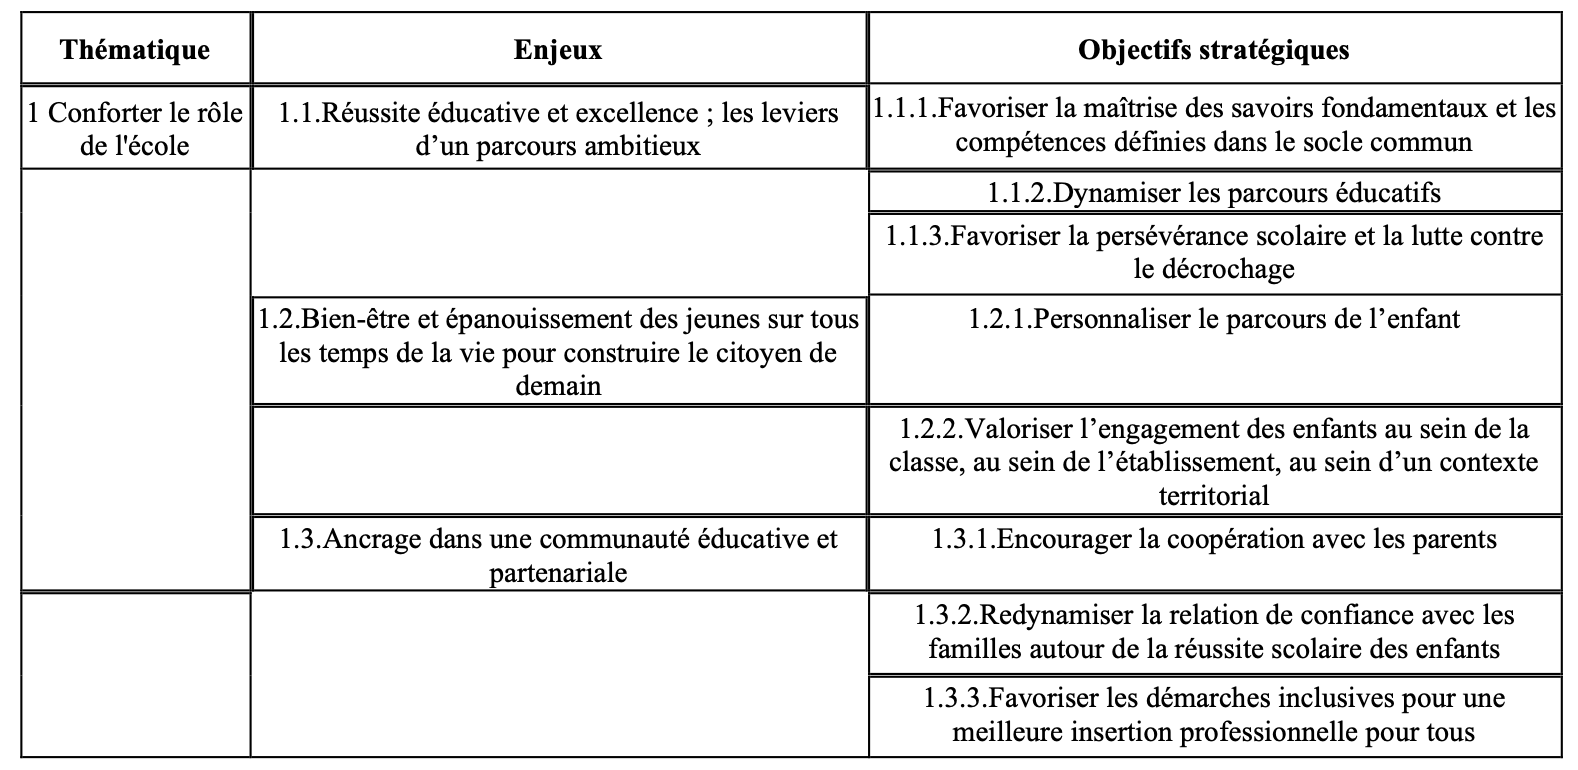 Thématique
Enjeux
Objectifs stratégiques
1 Conforter le rôle
de l'école
1.1.Réussite éducative et excellence ; les leviers
d’un parcours ambitieux
1.1.1.Favoriser la maîtrise des savoirs fondamentaux et les
compétences définies dans le socle commun
1.1.2.Dynamiser les parcours éducatifs
1.1.3.Favoriser la persévérance scolaire et la lutte contre
le décrochage
1.2.Bien-être et épanouissement des jeunes sur tous
les temps de la vie pour construire le citoyen de
demain
1.2.1.Personnaliser le parcours de l’enfant
1.2.2.Valoriser l’engagement des enfants au sein de la
classe, au sein de l’établissement, au sein d’un contexte
territorial
1.3.Ancrage dans une communauté éducative et
partenariale
1.3.1.Encourager la coopération avec les parents
1.3.2.Redynamiser la relation de confiance avec les
familles autour de la réussite scolaire des enfants
1.3.3.Favoriser les démarches inclusives pour une
meilleure insertion professionnelle pour tous